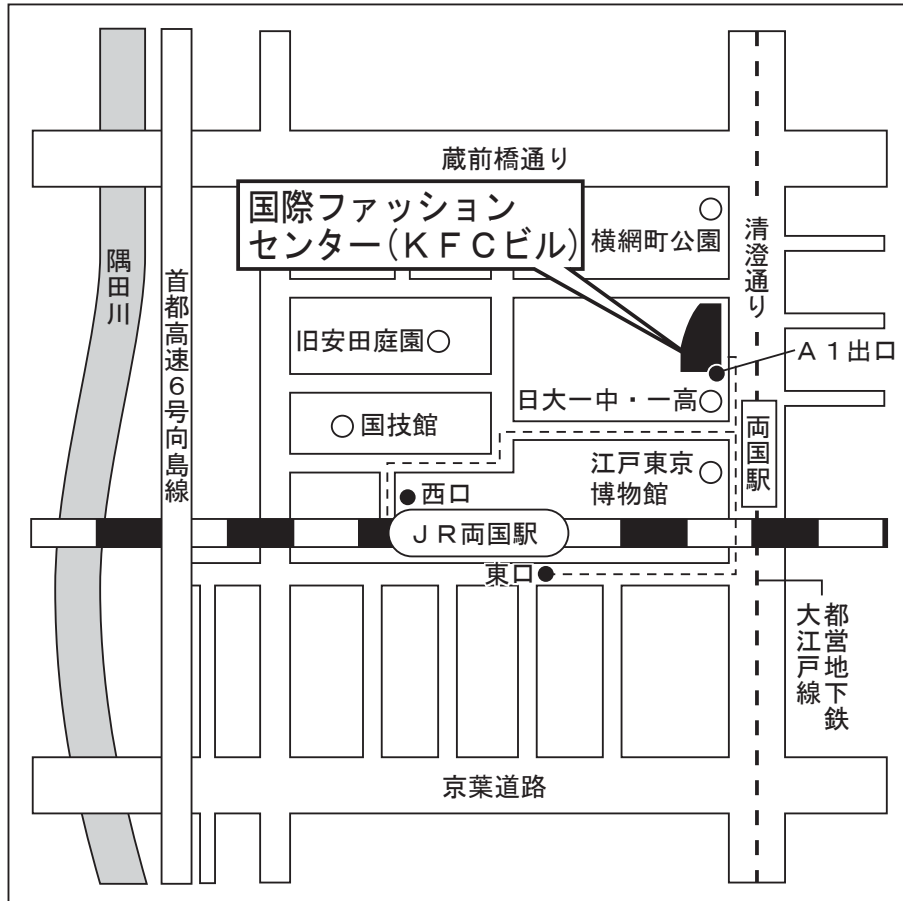 蔵前橋通り
国際ファッション
センター(ＫＦＣビル)
横網町公園
清澄通り
隅田川
首都高速6号向島線
旧安田庭園
Ａ１出口
日大一中・一高
国技館
両国駅
江戸東京
博物館
西口
ＪＲ両国駅
東口
都営地下鉄
大江戸線
京葉道路